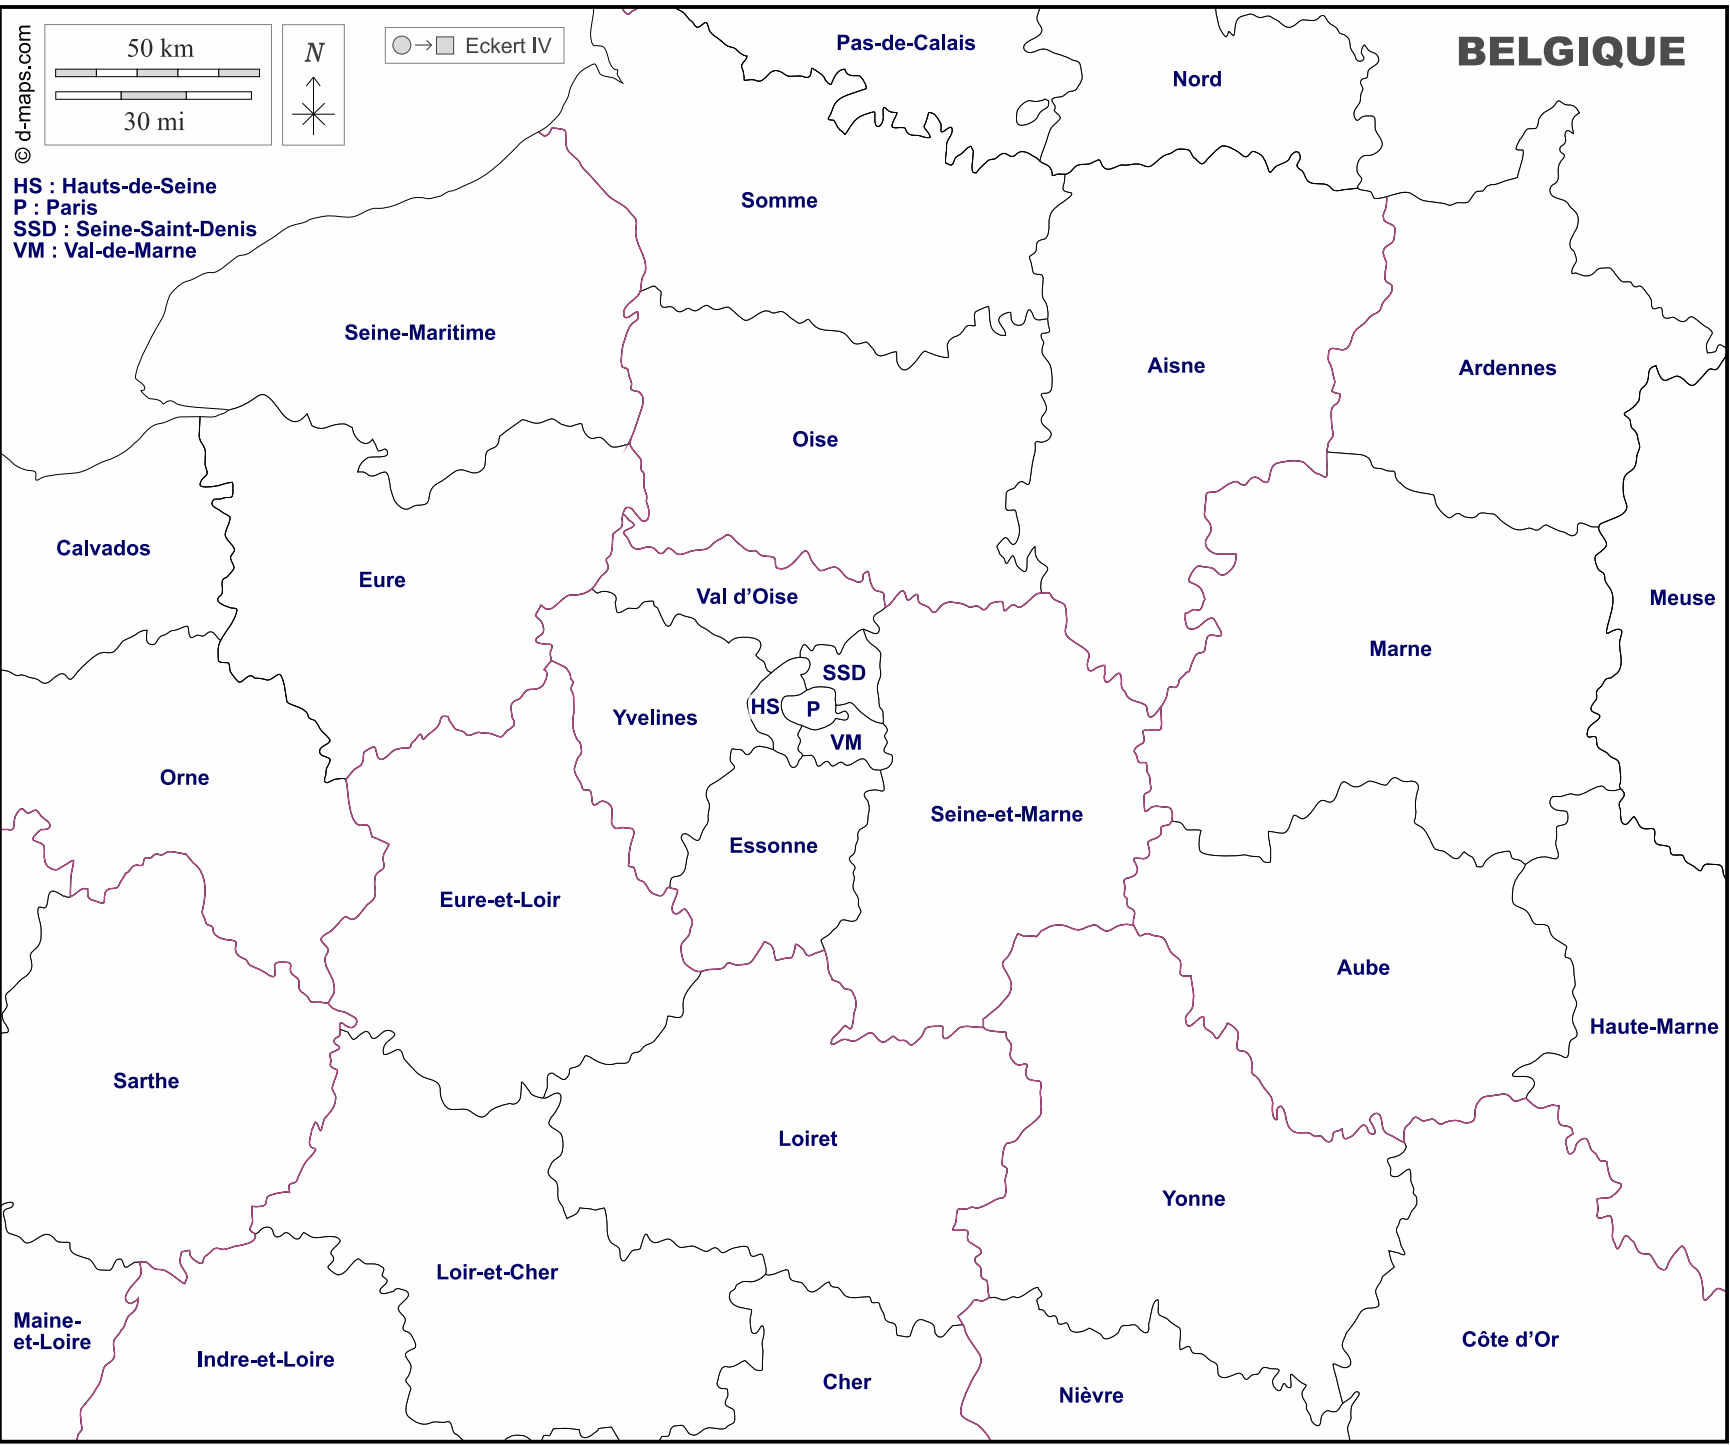 © d-maps.com
50 km
30 mi
N
Eckert IV
Pas-de-Calais
Nord
BELGIQUE
HS : Hauts-de-Seine
P : Paris
SSD : Seine-Saint-Denis
VM : Val-de-Marne
Somme
Seine-Maritime
Aisne
Ardennes
Oise
Calvados
Eure
Val d’Oise
Meuse
Marne
SSD
HS
P
Yvelines
VM
Orne
Seine-et-Marne
Essonne
Eure-et-Loir
Aube
Haute-Marne
Sarthe
Loiret
Yonne
Loir-et-Cher
Maine-
et-Loire
Indre-et-Loire
Côte d’Or
Cher
Nièvre